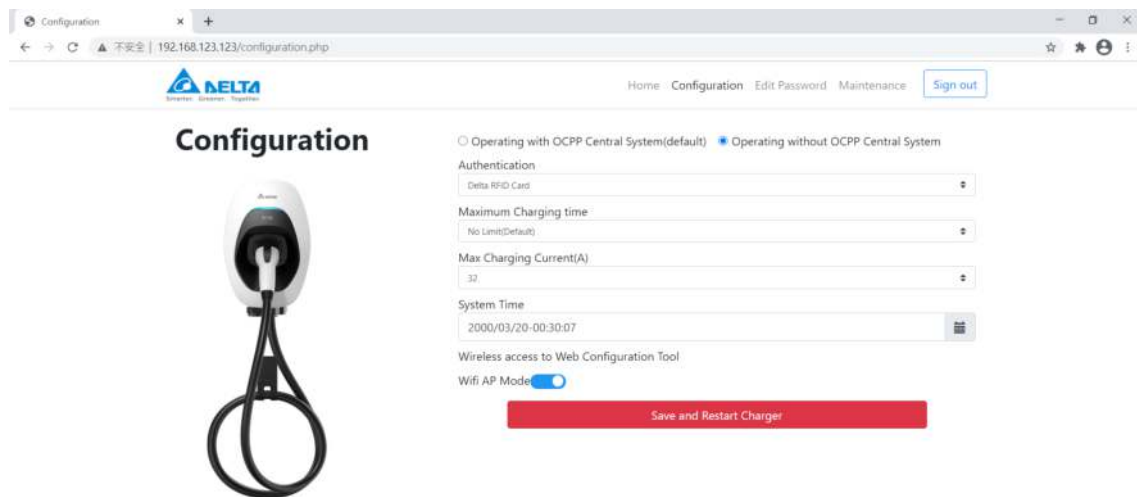 Configuration
不安全 | 192.168.123.123/configuration.php
DELTA
Smarter. Greener. Together.
Home Configuration Edit Password Maintenance Sign out
Configuration
Operating with OCPP Central System(default) Operating without OCPP Central System
Authentication
Delta RFID Card
Maximum Charging time
No Limit(Default)
Max Charging Current(A)
32
System Time
2000/03/20-00:30:07
Wireless access to Web Configuration Tool
Wifi AP Mode
Save and Restart Charger